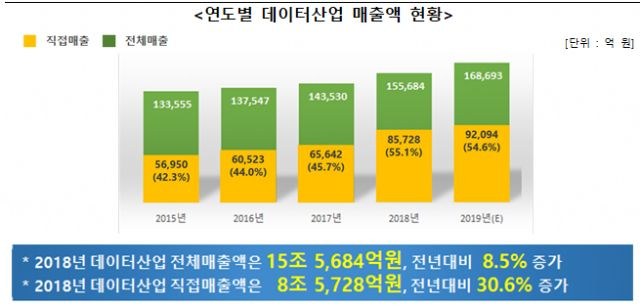 <연도별 데이터산업 매출액 현황>
직접매출 전체매출
[단위 : 억 원]
133,555 137,547 143,530 155,684 168,693
56,950 60,523 65,642 85,728 92,094
(42.3%) (44.0%) (45.7%) (55.1%) (54.6%)
2015년 2016년 2017년 2018년 2019년(E)
* 2018년 데이터산업 전체매출액은 15조 5,684억원, 전년대비 8.5% 증가
* 2018년 데이터산업 직접매출액은 8조 5,728억원, 전년대비 30.6% 증가